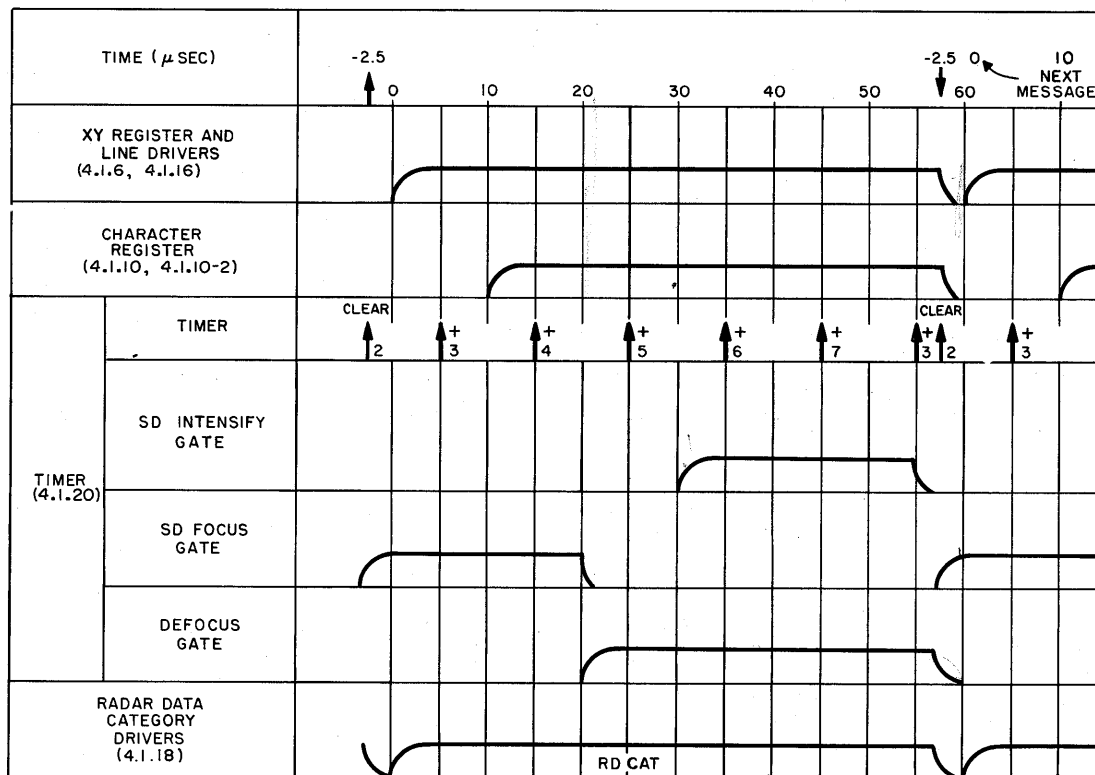 TIME (μ SEC)
-2.5
-2.5 0 10
NEXT
MESSAGE
0 10 20 30 40 50 60
XY REGISTER AND
LINE DRIVERS
(4.1.6, 4.1.16)
CHARACTER
REGISTER
(4.1.10, 4.1.10-2)
TIMER
CLEAR CLEAR
+ + + + + + +
2 3 4 5 6 7 3 2 3
TIMER
(4.1.20)
SD INTENSIFY
GATE
SD FOCUS
GATE
DEFOCUS
GATE
RADAR DATA
CATEGORY
DRIVERS
(4.1.18)
RD CAT